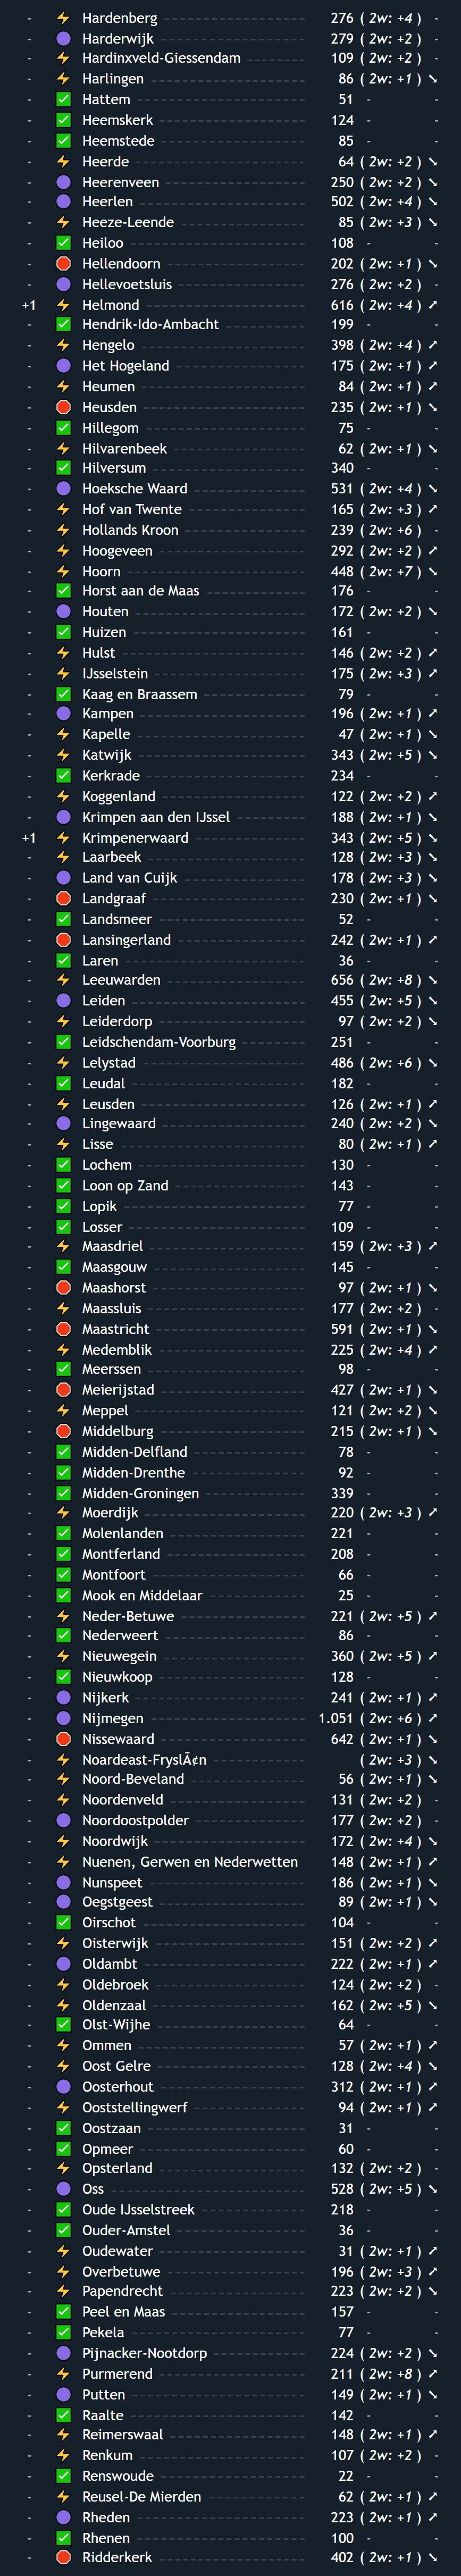 - ⚡ Hardenberg 276 ( 2w: +4 ) -
- 🟣 Harderwijk 279 ( 2w: +2 ) -
- ⚡ Hardinxveld-Giessendam 109 ( 2w: +2 ) -
- ⚡ Harlingen 86 ( 2w: +1 ) ➘
- ✅ Hattem 51 - -
- ✅ Heemskerk 124 - -
- ✅ Heemstede 85 - -
- ⚡ Heerde 64 ( 2w: +2 ) ➘
- 🟣 Heerenveen 250 ( 2w: +2 ) ➘
- 🟣 Heerlen 502 ( 2w: +4 ) ➘
- ⚡ Heeze-Leende 85 ( 2w: +3 ) ➘
- ✅ Heiloo 108 - -
- 🛑 Hellendoorn 202 ( 2w: +1 ) ➘
- 🟣 Hellevoetsluis 276 ( 2w: +2 ) -
+1 ⚡ Helmond 616 ( 2w: +4 ) ➚
- ✅ Hendrik-Ido-Ambacht 199 - -
- ⚡ Hengelo 398 ( 2w: +4 ) ➚
- 🟣 Het Hogeland 175 ( 2w: +1 ) ➚
- ⚡ Heumen 84 ( 2w: +1 ) ➚
- 🛑 Heusden 235 ( 2w: +1 ) ➘
- ✅ Hillegom 75 - -
- ⚡ Hilvarenbeek 62 ( 2w: +1 ) ➘
- ✅ Hilversum 340 - -
- 🟣 Hoeksche Waard 531 ( 2w: +4 ) ➘
- ⚡ Hof van Twente 165 ( 2w: +3 ) ➚
- ⚡ Hollands Kroon 239 ( 2w: +6 ) -
- ⚡ Hoogeveen 292 ( 2w: +2 ) ➚
- ⚡ Hoorn 448 ( 2w: +7 ) ➘
- ✅ Horst aan de Maas 176 - -
- 🟣 Houten 172 ( 2w: +2 ) ➘
- ✅ Huizen 161 - -
- ⚡ Hulst 146 ( 2w: +2 ) ➚
- ⚡ IJsselstein 175 ( 2w: +3 ) ➚
- ✅ Kaag en Braassem 79 - -
- 🟣 Kampen 196 ( 2w: +1 ) ➚
- ⚡ Kapelle 47 ( 2w: +1 ) ➘
- ⚡ Katwijk 343 ( 2w: +5 ) ➘
- ✅ Kerkrade 234 - -
- ⚡ Koggenland 122 ( 2w: +2 ) ➚
- 🟣 Krimpen aan den IJssel 188 ( 2w: +1 ) ➘
+1 ⚡ Krimpenerwaard 343 ( 2w: +5 ) ➘
- ⚡ Laarbeek 128 ( 2w: +3 ) ➘
- 🟣 Land van Cuijk 178 ( 2w: +3 ) ➘
- 🛑 Landgraaf 230 ( 2w: +1 ) ➘
- ✅ Landsmeer 52 - -
- 🛑 Lansingerland 242 ( 2w: +1 ) ➚
- ✅ Laren 36 - -
- ⚡ Leeuwarden 656 ( 2w: +8 ) ➘
- 🟣 Leiden 455 ( 2w: +5 ) ➘
- ⚡ Leiderdorp 97 ( 2w: +2 ) ➘
- ✅ Leidschendam-Voorburg 251 - -
- ⚡ Lelystad 486 ( 2w: +6 ) ➘
- ✅ Leudal 182 - -
- ⚡ Leusden 126 ( 2w: +1 ) ➚
- 🟣 Lingewaard 240 ( 2w: +2 ) ➘
- ⚡ Lisse 80 ( 2w: +1 ) ➚
- ✅ Lochem 130 - -
- ✅ Loon op Zand 143 - -
- ✅ Lopik 77 - -
- ✅ Losser 109 - -
- ⚡ Maasdriel 159 ( 2w: +3 ) ➚
- ✅ Maasgouw 145 - -
- 🛑 Maashorst 97 ( 2w: +1 ) ➘
- ⚡ Maassluis 177 ( 2w: +2 ) -
- 🛑 Maastricht 591 ( 2w: +1 ) ➘
- ⚡ Medemblik 225 ( 2w: +4 ) ➚
- ✅ Meerssen 98 - -
- 🛑 Meierijstad 427 ( 2w: +1 ) ➘
- ⚡ Meppel 121 ( 2w: +2 ) ➘
- 🛑 Middelburg 215 ( 2w: +1 ) ➘
- ✅ Midden-Delfland 78 - -
- ✅ Midden-Drenthe 92 - -
- ✅ Midden-Groningen 339 - -
- ⚡ Moerdijk 220 ( 2w: +3 ) ➚
- ✅ Molenlanden 221 - -
- ✅ Montferland 208 - -
- ✅ Montfoort 66 - -
- ✅ Mook en Middelaar 25 - -
- ⚡ Neder-Betuwe 221 ( 2w: +5 ) ➚
- ✅ Nederweert 86 - -
- ⚡ Nieuwegein 360 ( 2w: +5 ) ➚
- ✅ Nieuwkoop 128 - -
- 🟣 Nijkerk 241 ( 2w: +1 ) ➚
- 🟣 Nijmegen 1.051 ( 2w: +6 ) ➚
- 🛑 Nissewaard 642 ( 2w: +1 ) ➘
- ⚡ Noardeast-FryslÃ¢n ( 2w: +3 ) ➘
- ⚡ Noord-Beveland 56 ( 2w: +1 ) ➘
- ⚡ Noordenveld 131 ( 2w: +2 ) -
- 🟣 Noordoostpolder 177 ( 2w: +2 ) -
- ⚡ Noordwijk 172 ( 2w: +4 ) ➘
- ⚡ Nuenen, Gerwen en Nederwetten 148 ( 2w: +1 ) ➚
- 🟣 Nunspeet 186 ( 2w: +1 ) ➘
- 🟣 Oegstgeest 89 ( 2w: +1 ) ➘
- ✅ Oirschot 104 - -
- ⚡ Oisterwijk 151 ( 2w: +2 ) ➚
- 🟣 Oldambt 222 ( 2w: +1 ) ➚
- ⚡ Oldebroek 124 ( 2w: +2 ) -
- ⚡ Oldenzaal 162 ( 2w: +5 ) ➘
- ✅ Olst-Wijhe 64 - -
- ⚡ Ommen 57 ( 2w: +1 ) ➚
- ⚡ Oost Gelre 128 ( 2w: +4 ) ➘
- 🟣 Oosterhout 312 ( 2w: +1 ) ➚
- ⚡ Ooststellingwerf 94 ( 2w: +1 ) ➚
- ✅ Oostzaan 31 - -
- ✅ Opmeer 60 - -
- ⚡ Opsterland 132 ( 2w: +2 ) -
- 🟣 Oss 528 ( 2w: +5 ) ➘
- ✅ Oude IJsselstreek 218 - -
- ✅ Ouder-Amstel 36 - -
- ⚡ Oudewater 31 ( 2w: +1 ) ➚
- ⚡ Overbetuwe 196 ( 2w: +3 ) ➚
- ⚡ Papendrecht 223 ( 2w: +2 ) ➘
- ✅ Peel en Maas 157 - -
- ✅ Pekela 77 - -
- 🟣 Pijnacker-Nootdorp 224 ( 2w: +2 ) ➘
- ⚡ Purmerend 211 ( 2w: +8 ) ➚
- 🟣 Putten 149 ( 2w: +1 ) ➘
- ✅ Raalte 142 - -
- ⚡ Reimerswaal 148 ( 2w: +1 ) ➚
- ⚡ Renkum 107 ( 2w: +2 ) -
- ✅ Renswoude 22 - -
- ⚡ Reusel-De Mierden 62 ( 2w: +1 ) ➚
- 🟣 Rheden 223 ( 2w: +1 ) ➚
- ✅ Rhenen 100 - -
- 🛑 Ridderkerk 402 ( 2w: +1 ) ➘